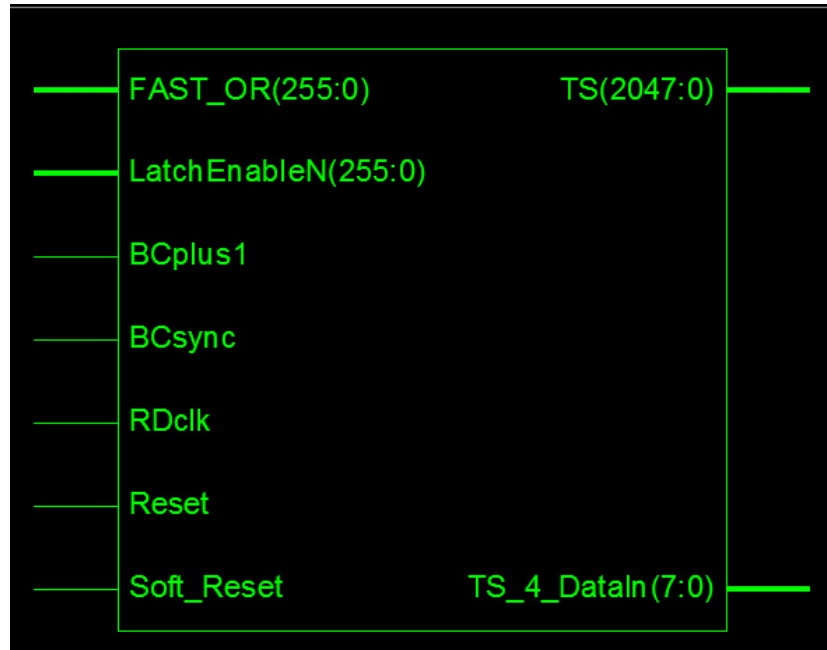 FAST_OR(255:0) TS(2047:0)
LatchEnableN(255:0)
BCplus1
BCsync
RDclk
Reset
Soft_Reset TS_4_DataIn(7:0)